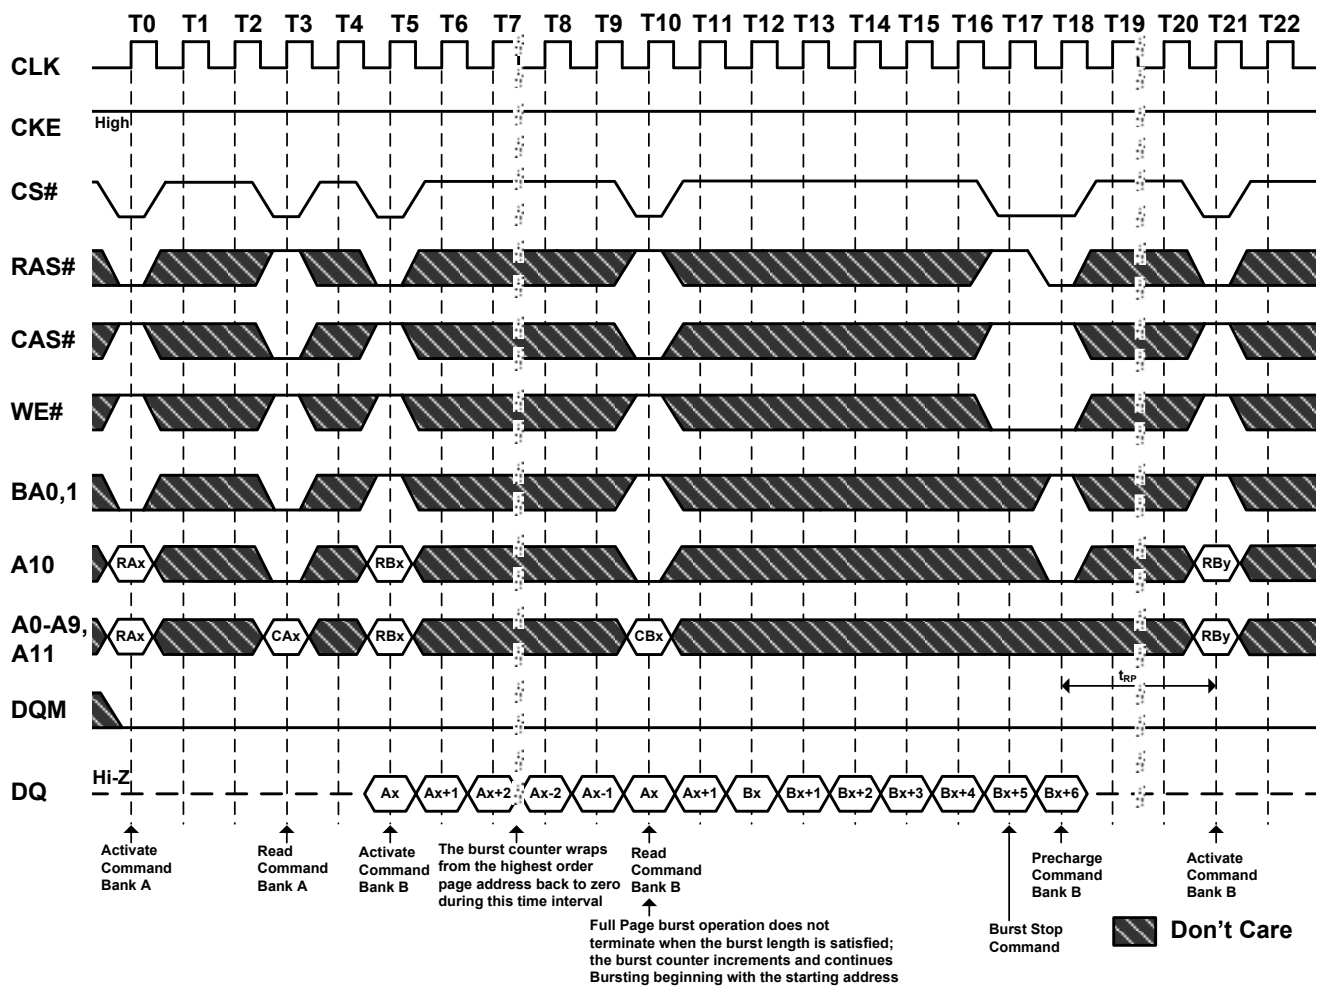 T0 T1 T2 T3 T4 T5 T6 T7 T8 T9 T10 T11 T12 T13 T14 T15 T16 T17 T18 T19 T20 T21 T22
CLK
CKE
High
CS#
RAS#
CAS#
WE#
BA0,1
A10
RAx RBx RBy
A0-A9,
A11
RAx CAx RBx CBx RBy
tRP
DQM
DQ
Hi-Z
Ax Ax+1 Ax+2 Ax-2 Ax-1 Ax Ax+1 Bx Bx+1 Bx+2 Bx+3 Bx+4 Bx+5 Bx+6
Activate
Command
Bank A
Read
Command
Bank A
Activate
Command
Bank B
The burst counter wraps
from the highest order
page address back to zero
during this time interval
Read
Command
Bank B
Full Page burst operation does not
terminate when the burst length is satisfied;
the burst counter increments and continues
Bursting beginning with the starting address
Burst Stop
Command
Precharge
Command
Bank B
Activate
Command
Bank B
Don't Care